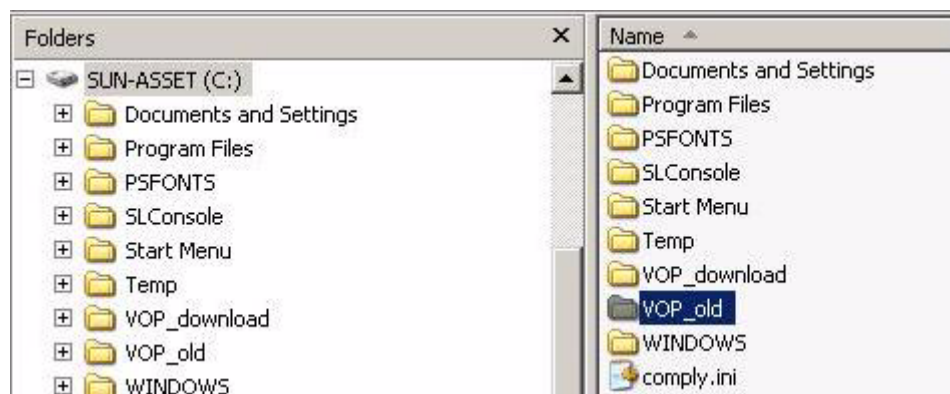 Folders
SUN-ASSET (C:)
Documents and Settings
Program Files
PSFONTS
SLConsole
Start Menu
Temp
VOP_download
VOP_old
WINDOWS
Name
Documents and Settings
Program Files
PSFONTS
SLConsole
Start Menu
Temp
VOP_download
VOP_old
WINDOWS
comply.ini